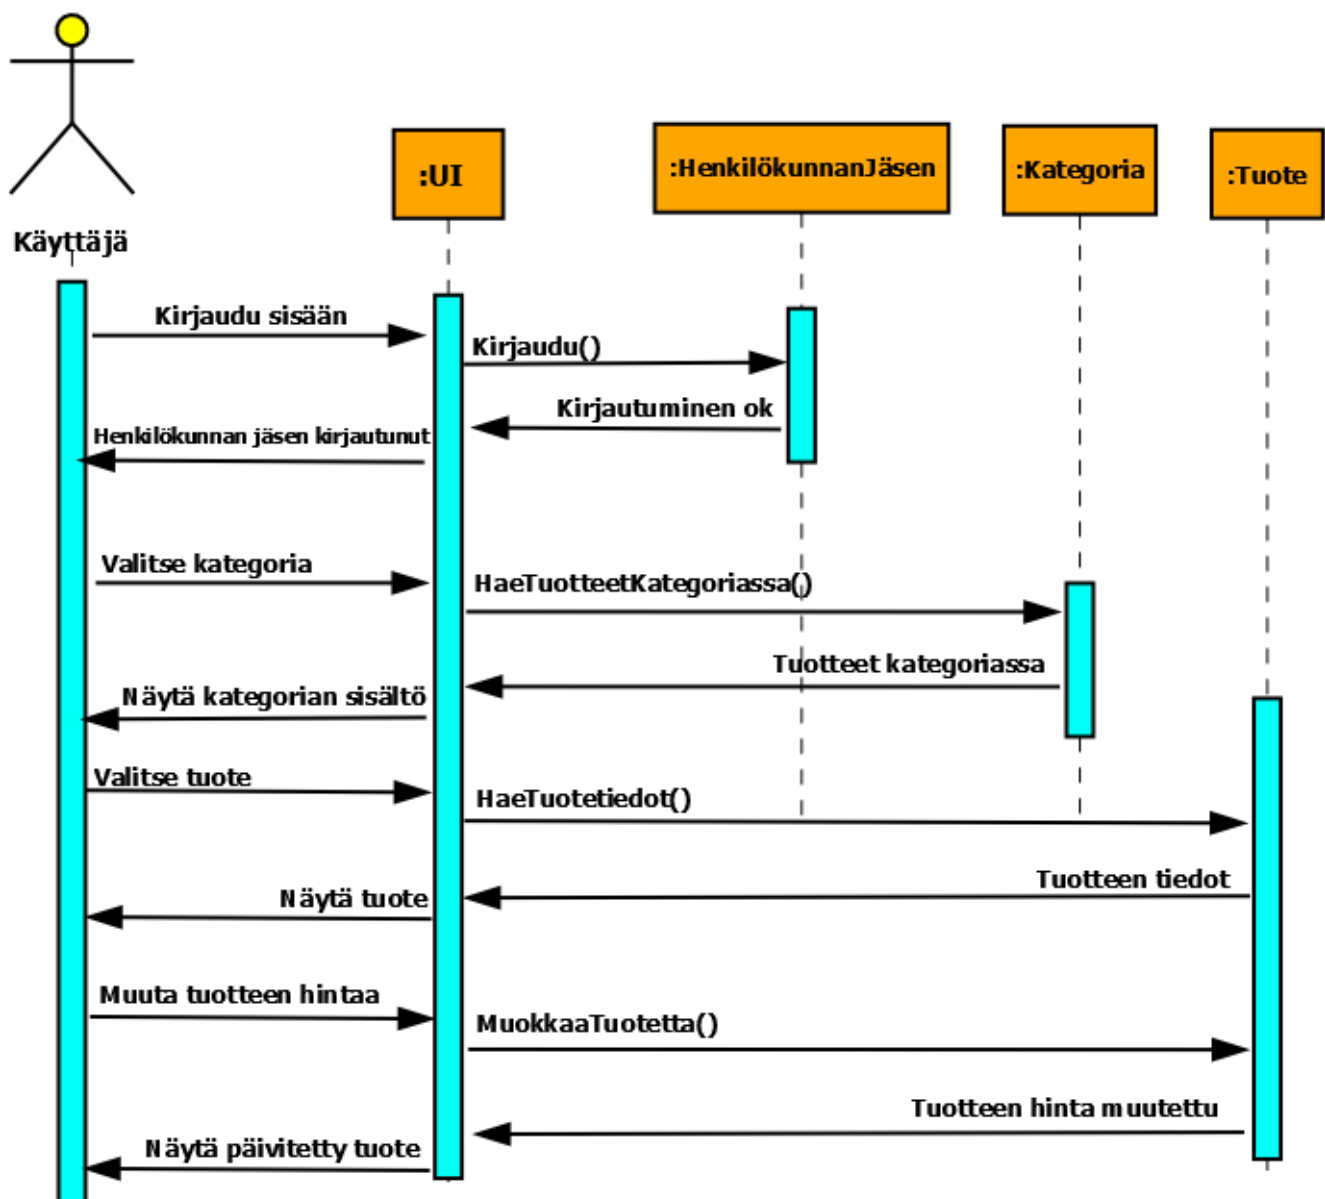 :HenkilökunnanJäsen
:Kategoria
:UI
:Tuote
Käyttäjä
Kirjaudu sisään
Kirjaudu()
Kirjautuminen ok
Henkilökunnan jäsen kirjautunut
Valitse kategoria
HaeTuotteetKategoriassa()
Tuotteet kategoriassa
Näytä kategorian sisältö
Valitse tuote
HaeTuotetiedot()
Tuotteen tiedot
Näytä tuote
Muuta tuotteen hintaa
MuokkaaTuotetta()
Tuotteen hinta muutettu
Näytä päivitetty tuote